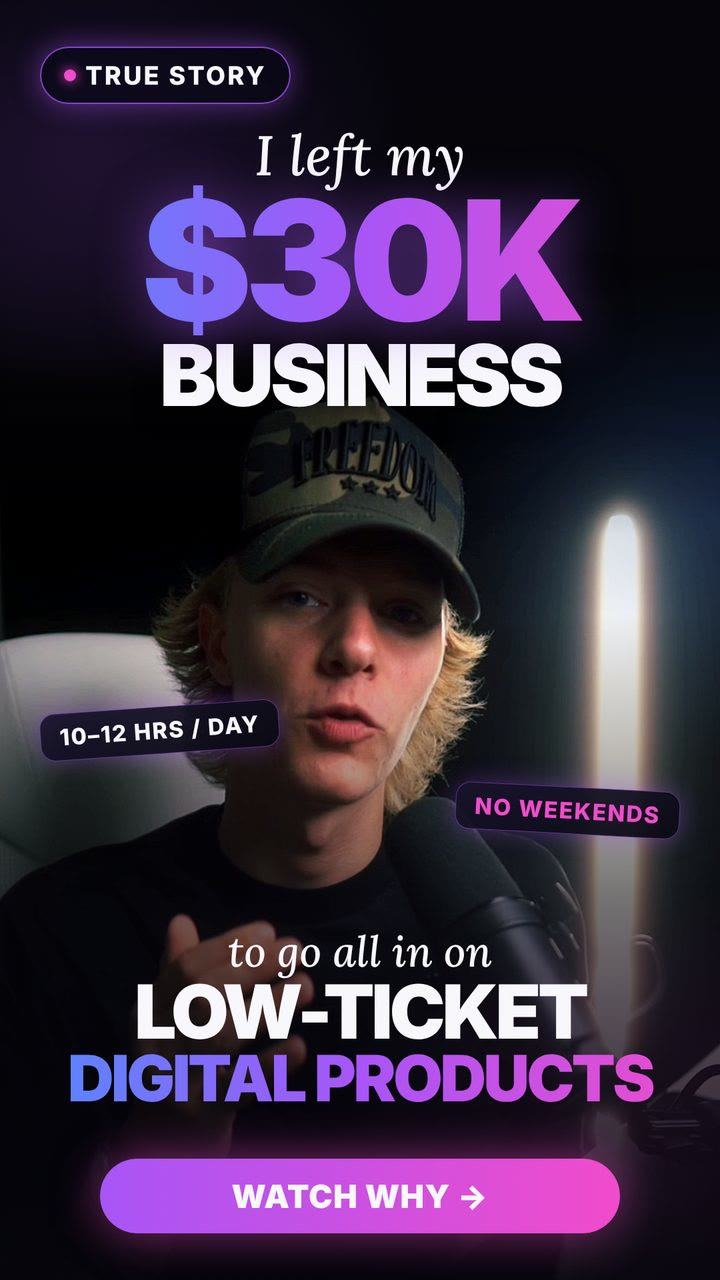 TRUE STORY
I left my
$30K
BUSINESS
FREEDOM
10–12 HRS / DAY
NO WEEKENDS
to go all in on
LOW-TICKET
DIGITAL PRODUCTS
WATCH WHY →